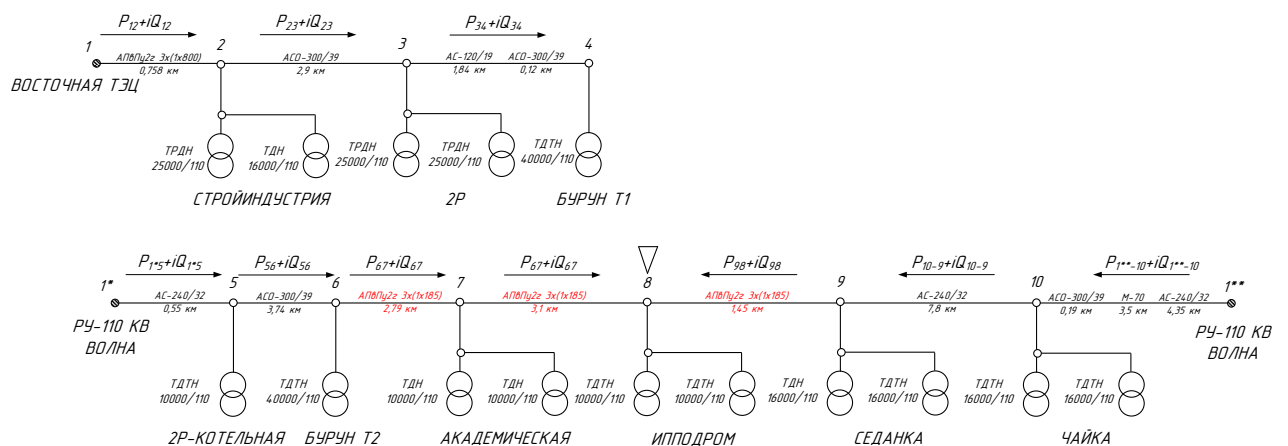 P12+iQ12
P23+iQ23
P34+iQ34
1
2
3
4
АПвПу2г 3х(1х800)
АСО-300/39
АС-120/19
АСО-300/39
0,758 км
2,9 км
1,84 км
0,12 км
ВОСТОЧНАЯ ТЭЦ
ТРДН
25000/110
ТДН
16000/110
ТРДН
25000/110
ТРДН
25000/110
ТДТН
40000/110
СТРОЙИНДУСТРИЯ
2Р
БУРУН Т1
P1*5+iQ1*5
P56+iQ56
P67+iQ67
P67+iQ67
P98+iQ98
P10-9+iQ10-9
P1**-10+iQ1**-10
1*
5
6
7
8
9
10
1**
АС-240/32
АСО-300/39
АПвПу2г 3х(1х185)
АПвПу2г 3х(1х185)
АПвПу2г 3х(1х185)
АС-240/32
АСО-300/39
М-70
АС-240/32
0,55 км
3,74 км
2,79 км
3,1 км
1,45 км
7,8 км
0,19 км
3,5 км
4,35 км
РУ-110 КВ
ВОЛНА
РУ-110 КВ
ВОЛНА
ТДТН
10000/110
ТДТН
40000/110
ТДН
10000/110
ТДН
10000/110
ТДТН
10000/110
ТДТН
10000/110
ТДН
16000/110
ТДТН
16000/110
ТДТН
16000/110
ТДТН
16000/110
2Р-КОТЕЛЬНАЯ
БУРУН Т2
АКАДЕМИЧЕСКАЯ
ИППОДРОМ
СЕДАНКА
ЧАЙКА